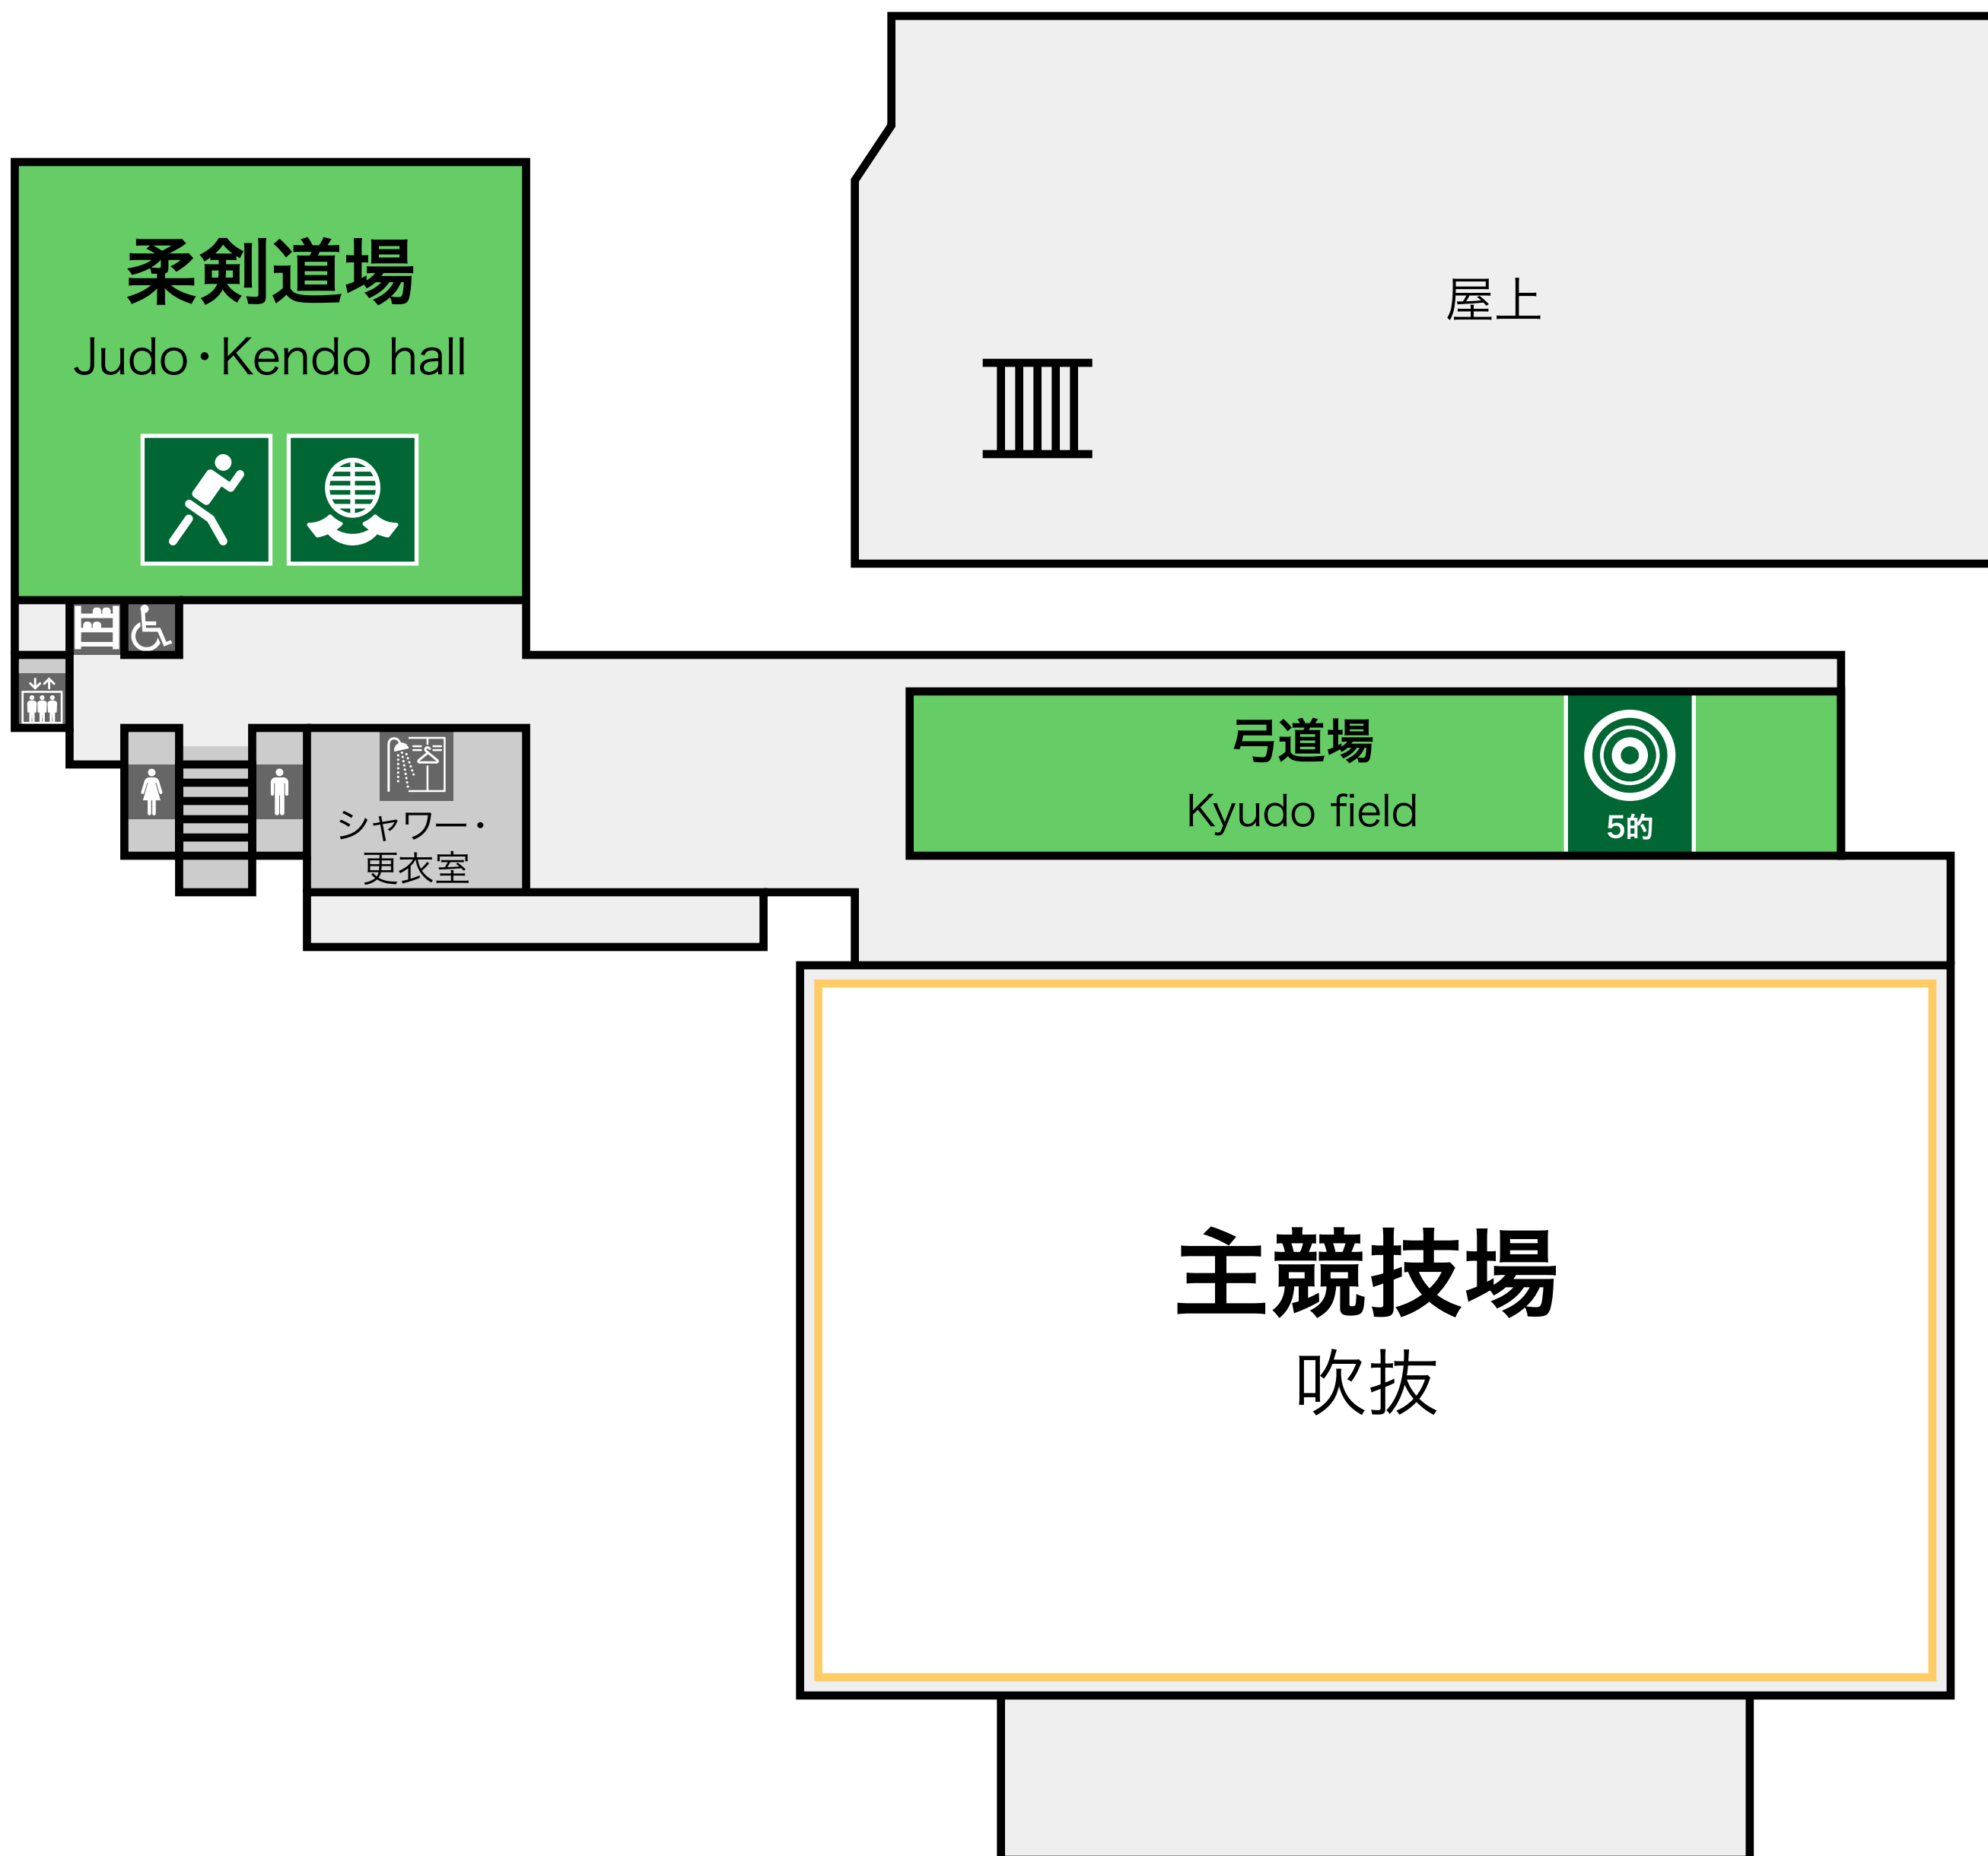 屋上
柔剣道場
Judo・Kendo hall
弓道場
Kyudo field
5的
シャワー・
更衣室
主競技場
吹抜